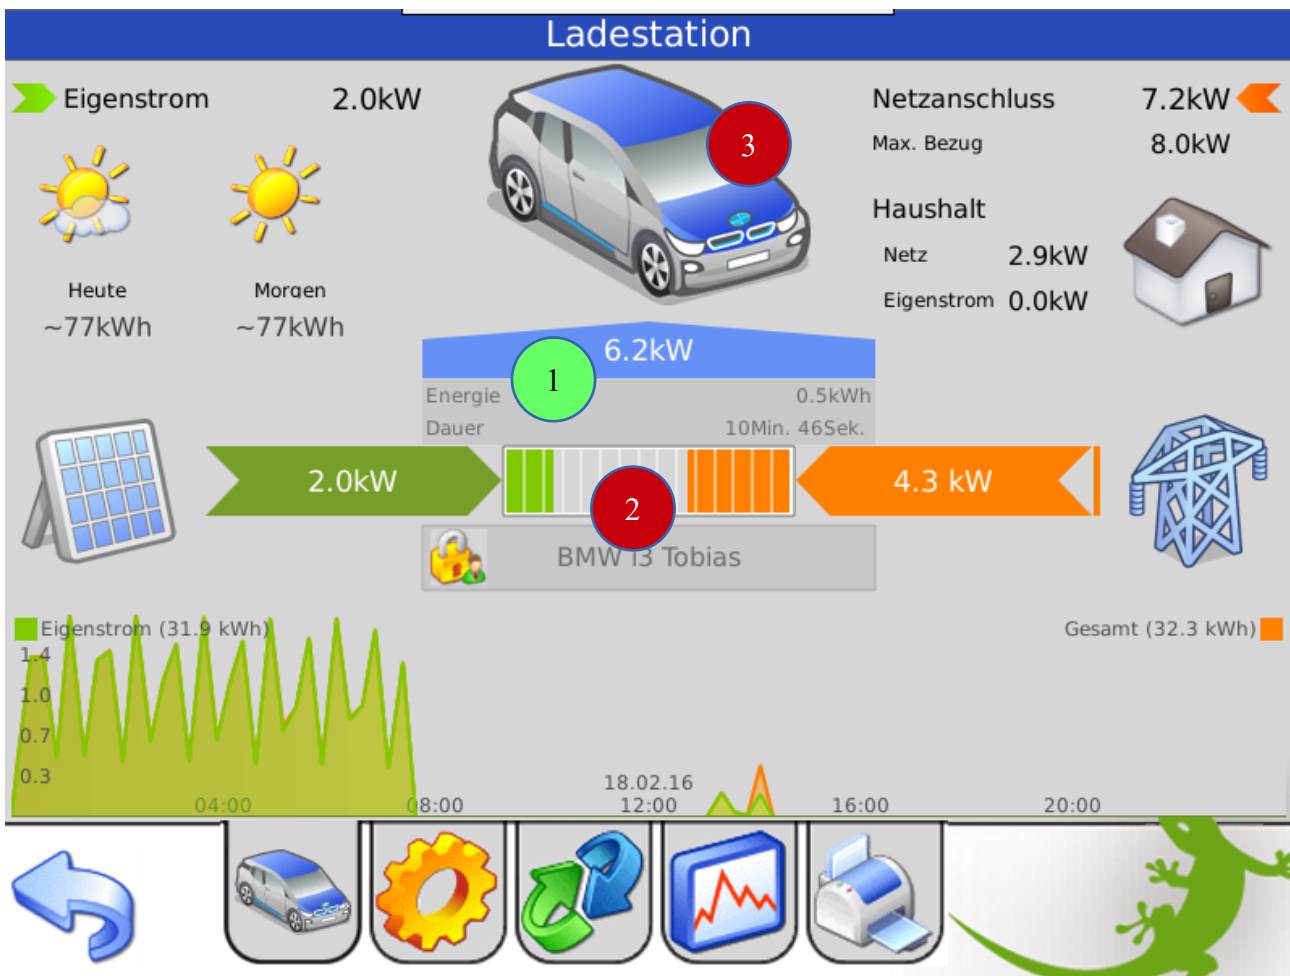 Ladestation
Eigenstrom 2.0kW
Netzanschluss 7.2kW
Max. Bezug 8.0kW
3
Haushalt
Netz 2.9kW
Eigenstrom 0.0kW
Heute Morgen
~77kWh ~77kWh
6.2kW
1
Energie 0.5kWh
Dauer 10Min. 46Sek.
2.0kW
2
4.3 kW
BMW i3 Tobias
Eigenstrom (31.9 kWh)
Gesamt (32.3 kWh)
1.4
1.0
0.7
0.3
18.02.16
04:00 08:00 12:00 16:00 20:00